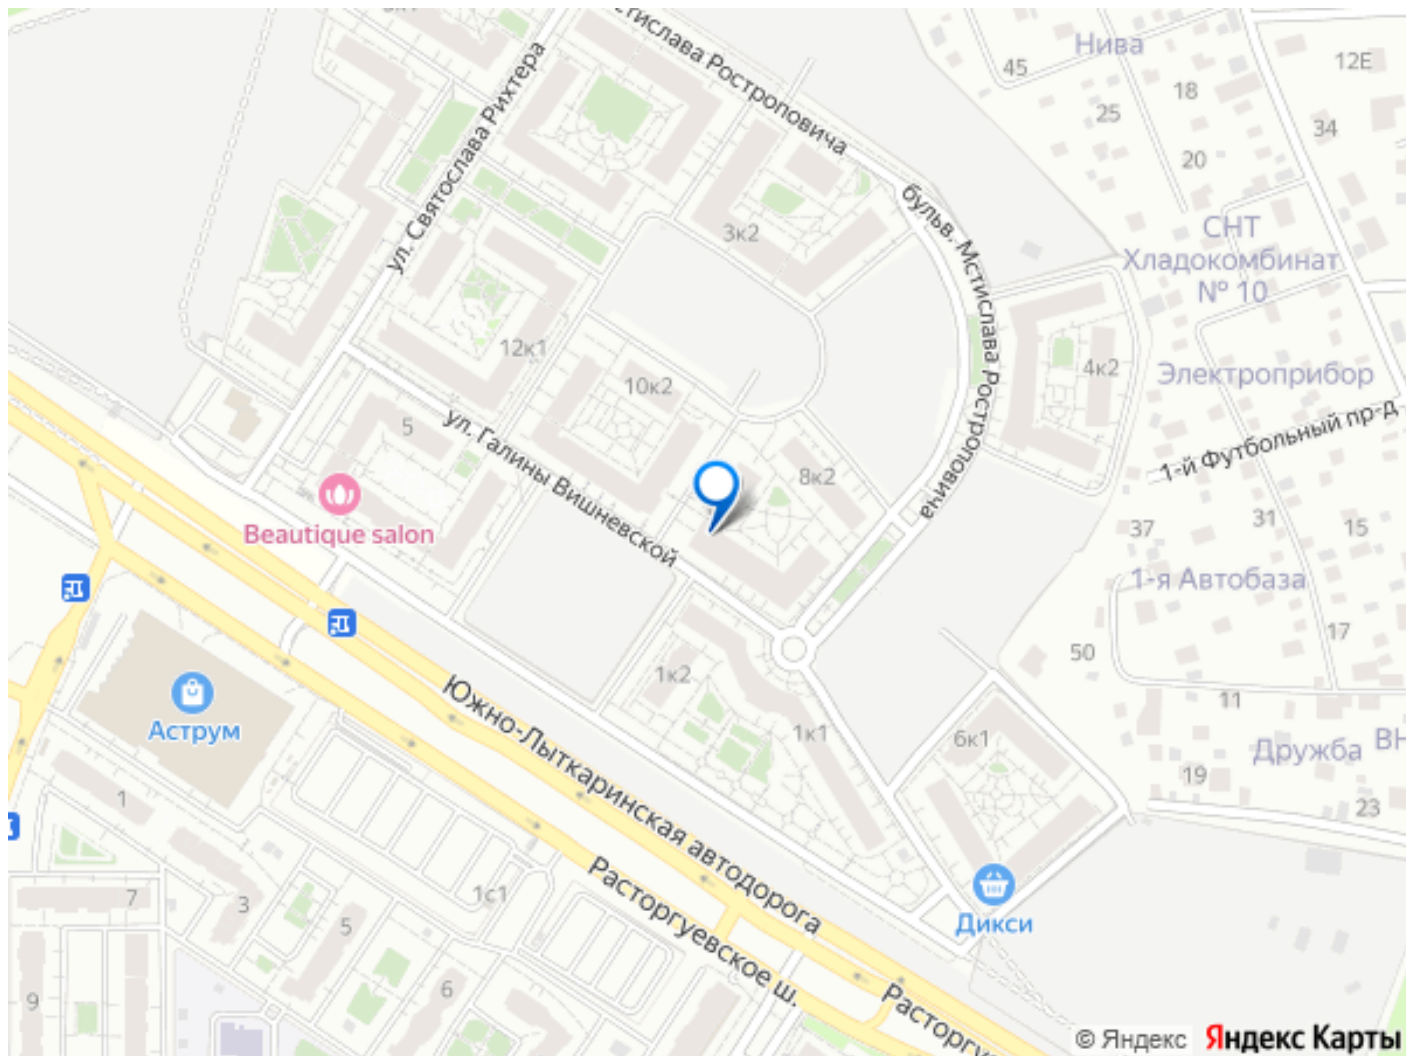 Мстислава Ростроповича
Нива
45
12Е
18
25
34
20
ул. Святослава Рихтера
бульв. Мстислава Ростроповича
3к2
СНТ
Хладокомбинат
№ 10
12к1
10к2
4к2
Электроприбор
5
ул. Галины Вишневской
1-й Футбольный пр-д
8к2
Beautique salon
37
31
15
1-я Автобаза
17
50
1к2
11
Аструм
Южно-Лыткаринская автодорога
1к1
6к1
Дружба
19
23
1
7
3
5
1с1
Расторгуевское ш.
Дикси
6
9
© Яндекс
Яндекс Карты